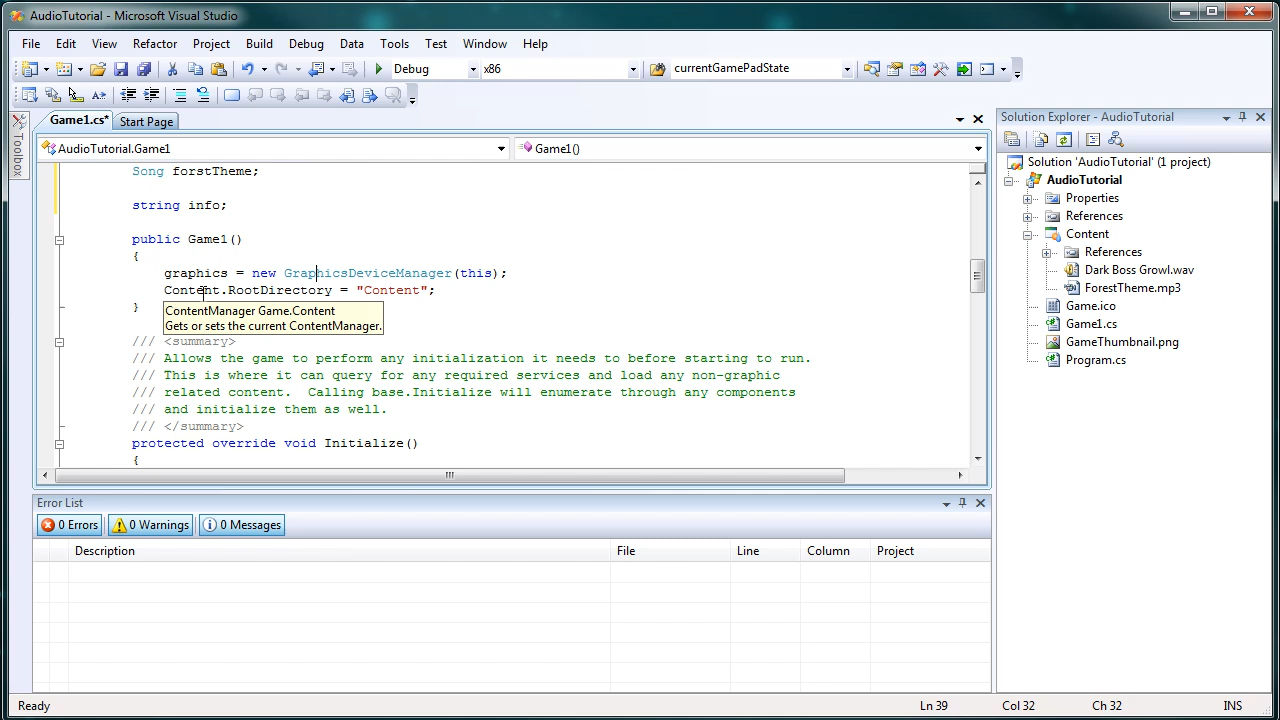 AudioTutorial - Microsoft Visual Studio
File Edit View Refactor Project Build Debug Data Tools Test Window Help
Debug x86 currentGamePadState
Toolbox
Game1.cs* Start Page
AudioTutorial.Game1 Game1()
Song forstTheme;
string info;
public Game1()
{
graphics = new GraphicsDeviceManager(this);
Content.RootDirectory = "Content";
}
ContentManager Game.Content
Gets or sets the current ContentManager.
/// <summary>
/// Allows the game to perform any initialization it needs to before starting to run.
/// This is where it can query for any required services and load any non-graphic
/// related content.  Calling base.Initialize will enumerate through any components
/// and initialize them as well.
/// </summary>
protected override void Initialize()
{
Error List
0 Errors 0 Warnings 0 Messages
Description File Line Column Project
Solution Explorer - AudioTutorial
Solution 'AudioTutorial' (1 project)
AudioTutorial
Properties
References
Content
References
Dark Boss Growl.wav
ForestTheme.mp3
Game.ico
Game1.cs
GameThumbnail.png
Program.cs
Ready Ln 39 Col 32 Ch 32 INS